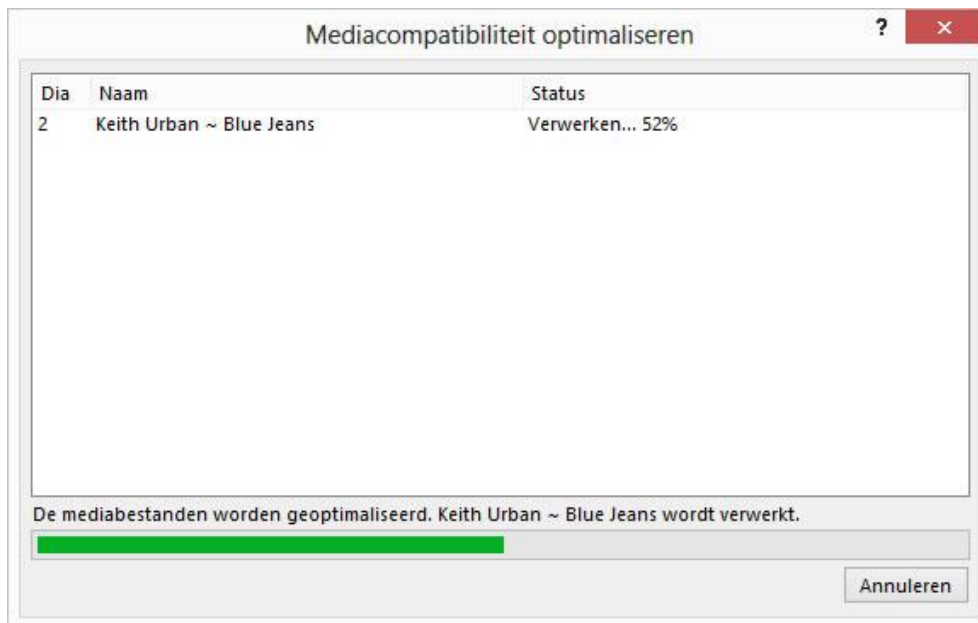 Mediacompatibiliteit optimaliseren ?
Dia Naam Status
2 Keith Urban ~ Blue Jeans Verwerken... 52%
De mediabestanden worden geoptimaliseerd. Keith Urban ~ Blue Jeans wordt verwerkt.
Annuleren